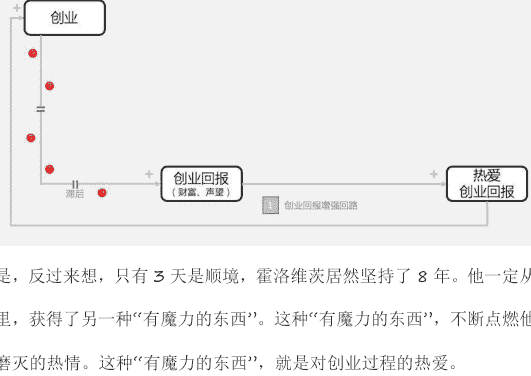 +
创业
滞后
+
创业回报
（财富、声望）
+
热爱
创业回报
1 创业回报增强回路
是，反过来想，只有 3 天是顺境，霍洛维茨居然坚持了 8 年。他一定从
里，获得了另一种“有魔力的东西”。这种“有魔力的东西”，不断点燃他
磨灭的热情。这种“有魔力的东西”，就是对创业过程的热爱。